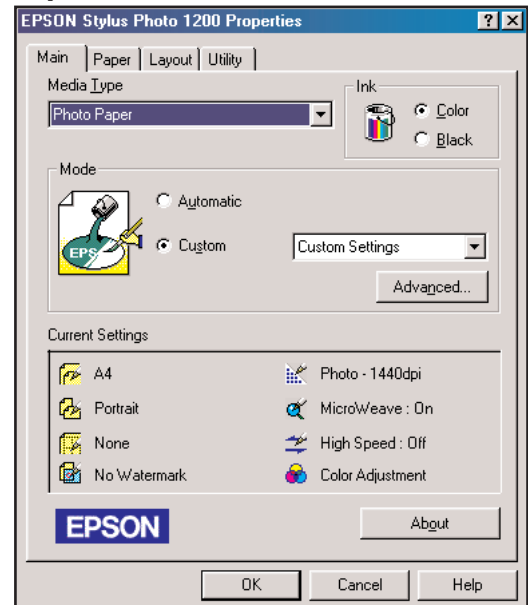 EPSON Stylus Photo 1200 Properties
Main Paper Layout Utility
Media Type
Photo Paper
Ink
Color
Black
Mode
EPS
Automatic
Custom
Custom Settings
Advanced...
Current Settings
A4
Photo - 1440dpi
Portrait
MicroWeave : On
None
High Speed : Off
No Watermark
Color Adjustment
EPSON
About
OK Cancel Help